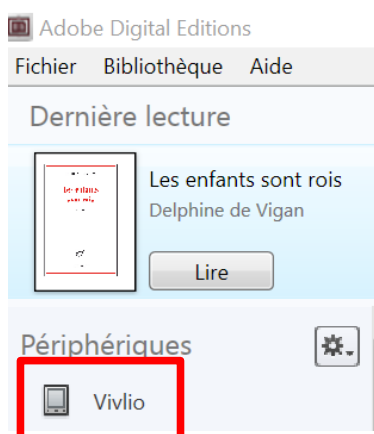 Adobe Digital Editions
Fichier Bibliothèque Aide
Dernière lecture
Les enfants sont rois
Delphine de Vigan
Lire
Périphériques
Vivlio